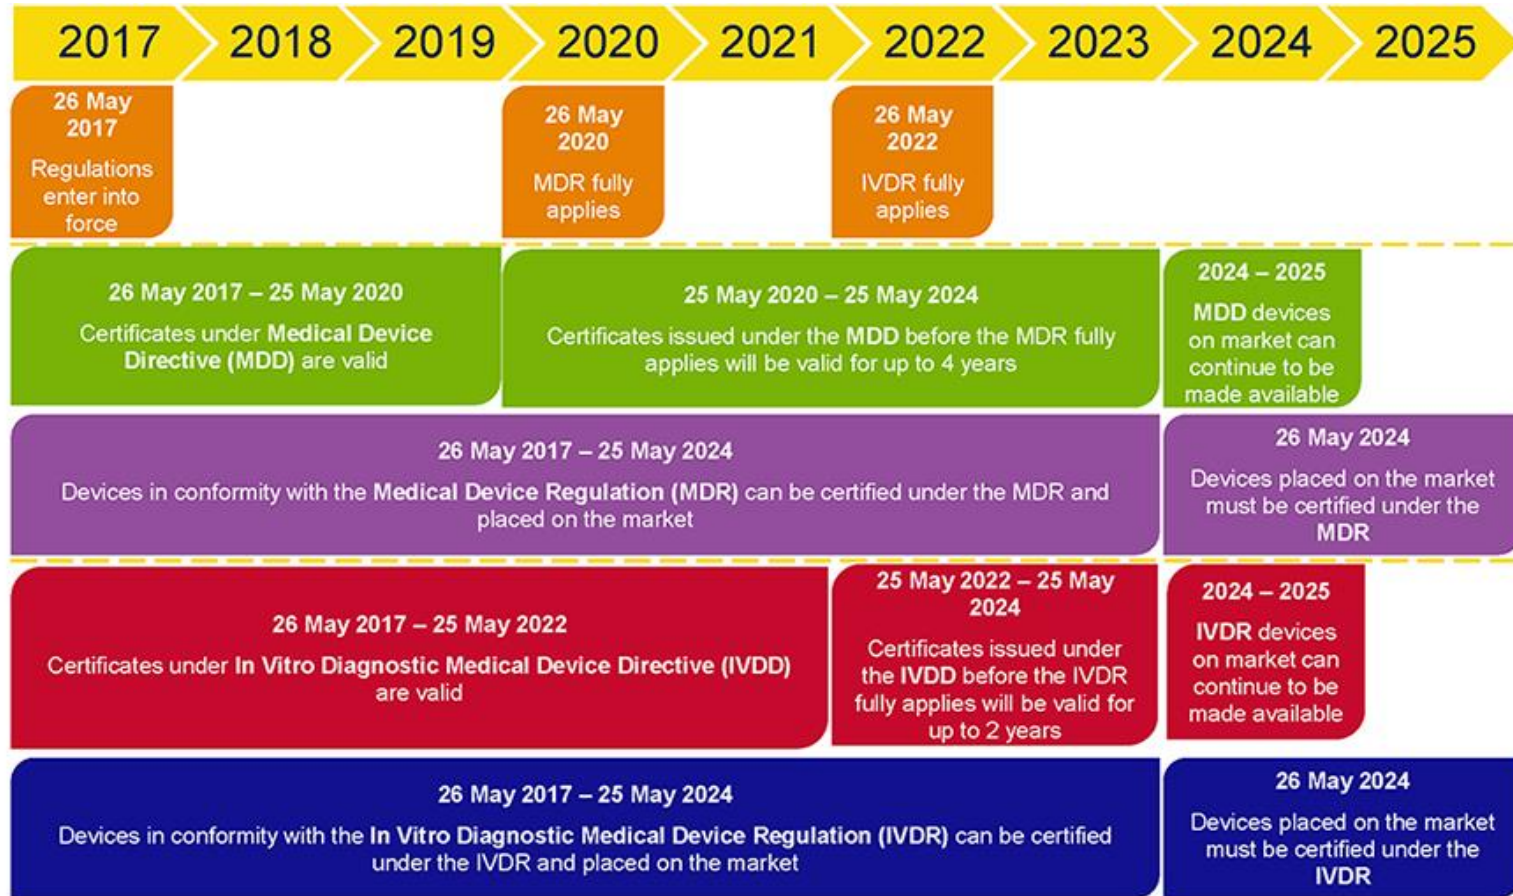 2017 2018 2019 2020 2021 2022 2023 2024 2025
26 May
2017
Regulations
enter into
force
26 May
2020
MDR fully
applies
26 May
2022
IVDR fully
applies
26 May 2017 – 25 May 2020
Certificates under Medical Device
Directive (MDD) are valid
25 May 2020 – 25 May 2024
Certificates issued under the MDD before the MDR fully
applies will be valid for up to 4 years
2024 – 2025
MDD devices
on market can
continue to be
made available
26 May 2017 – 25 May 2024
Devices in conformity with the Medical Device Regulation (MDR) can be certified under the MDR and
placed on the market
26 May 2024
Devices placed on the market
must be certified under the
MDR
26 May 2017 – 25 May 2022
Certificates under In Vitro Diagnostic Medical Device Directive (IVDD)
are valid
25 May 2022 – 25 May
2024
Certificates issued under
the IVDD before the IVDR
fully applies will be valid for
up to 2 years
2024 – 2025
IVDR devices
on market can
continue to be
made available
26 May 2017 – 25 May 2024
Devices in conformity with the In Vitro Diagnostic Medical Device Regulation (IVDR) can be certified
under the IVDR and placed on the market
26 May 2024
Devices placed on the market
must be certified under the
IVDR